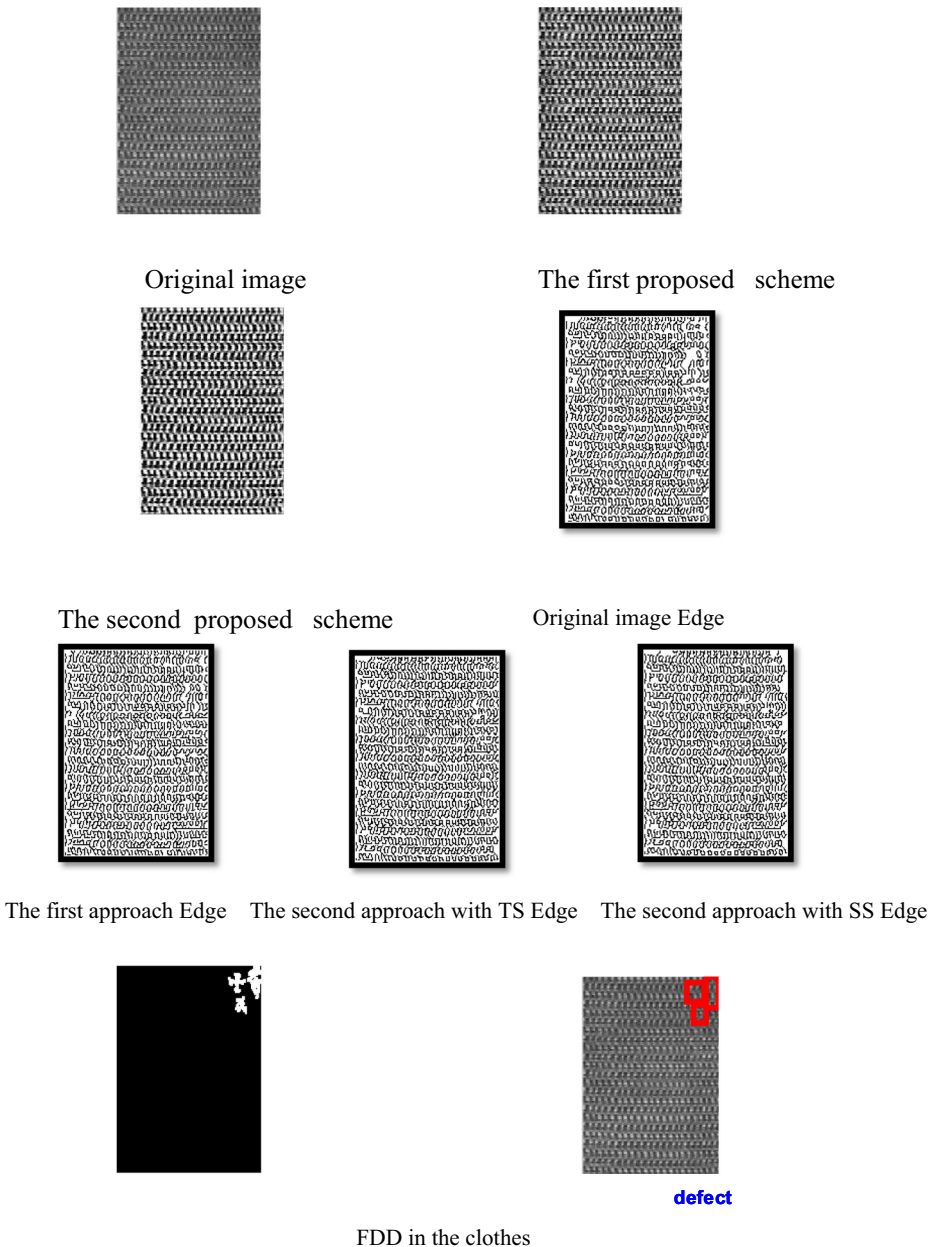 Original image
The first proposed scheme
The second proposed scheme
Original image Edge
The first approach Edge
The second approach with TS Edge
The second approach with SS Edge
defect
FDD in the clothes